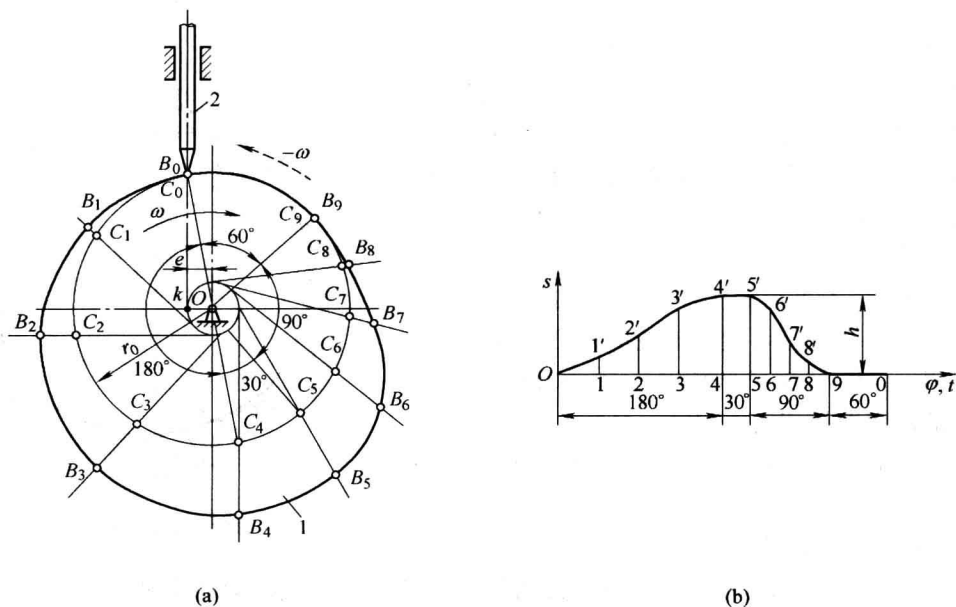 2
B₀
C₀
-ω
B₁
C₁
ω
60°
C₉
B₉
e
C₈
B₈
k
O
C₇
B₂
C₂
90°
B₇
r₀
C₆
180°
30°
C₅
B₆
C₃
C₄
B₃
B₅
B₄
1
(a)
s
4′ 5′
3′
6′
2′
h
7′
1′
8′
O
1 2 3 4 5 6 7 8 9 0
φ, t
180° 30° 90° 60°
(b)